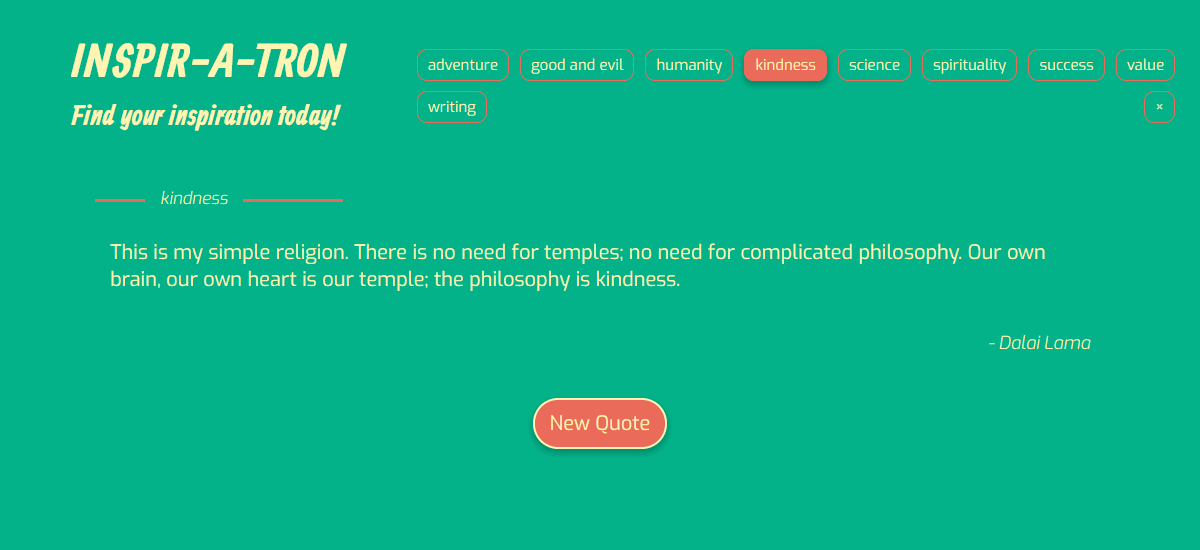 INSPIR-A-TRON
Find your inspiration today!
adventure good and evil humanity kindness science spirituality success value
writing ×
kindness
This is my simple religion. There is no need for temples; no need for complicated philosophy. Our own
brain, our own heart is our temple; the philosophy is kindness.
- Dalai Lama
New Quote